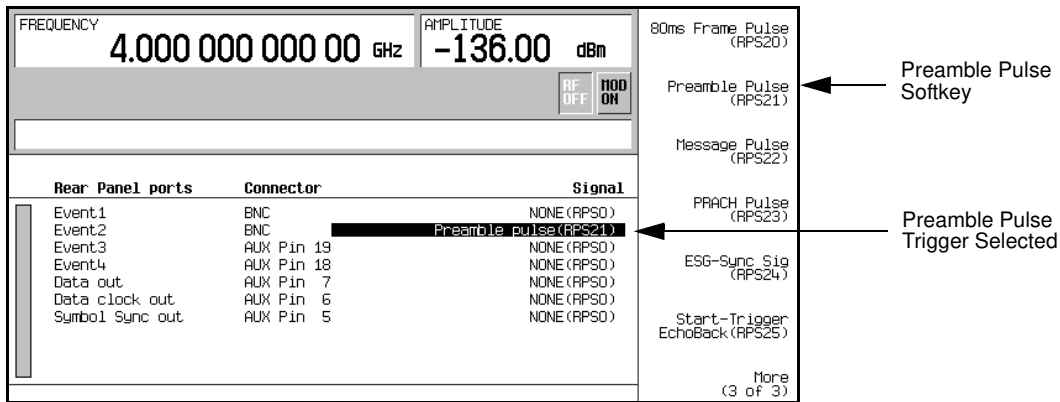 FREQUENCY
4.000 000 000 00 GHz
AMPLITUDE
-136.00 dBm
RF OFF
MOD ON
Rear Panel ports Connector Signal
Event1 BNC NONE(RPS0)
Event2 BNC Preamble pulse(RPS21)
Event3 AUX Pin 19 NONE(RPS0)
Event4 AUX Pin 18 NONE(RPS0)
Data out AUX Pin 7 NONE(RPS0)
Data clock out AUX Pin 6 NONE(RPS0)
Symbol Sync out AUX Pin 5 NONE(RPS0)
80ms Frame Pulse
(RPS20)
Preamble Pulse
(RPS21)
Message Pulse
(RPS22)
PRACH Pulse
(RPS23)
ESG-Sync Sig
(RPS24)
Start-Trigger
EchoBack(RPS25)
More
(3 of 3)
Preamble Pulse
Softkey
Preamble Pulse
Trigger Selected